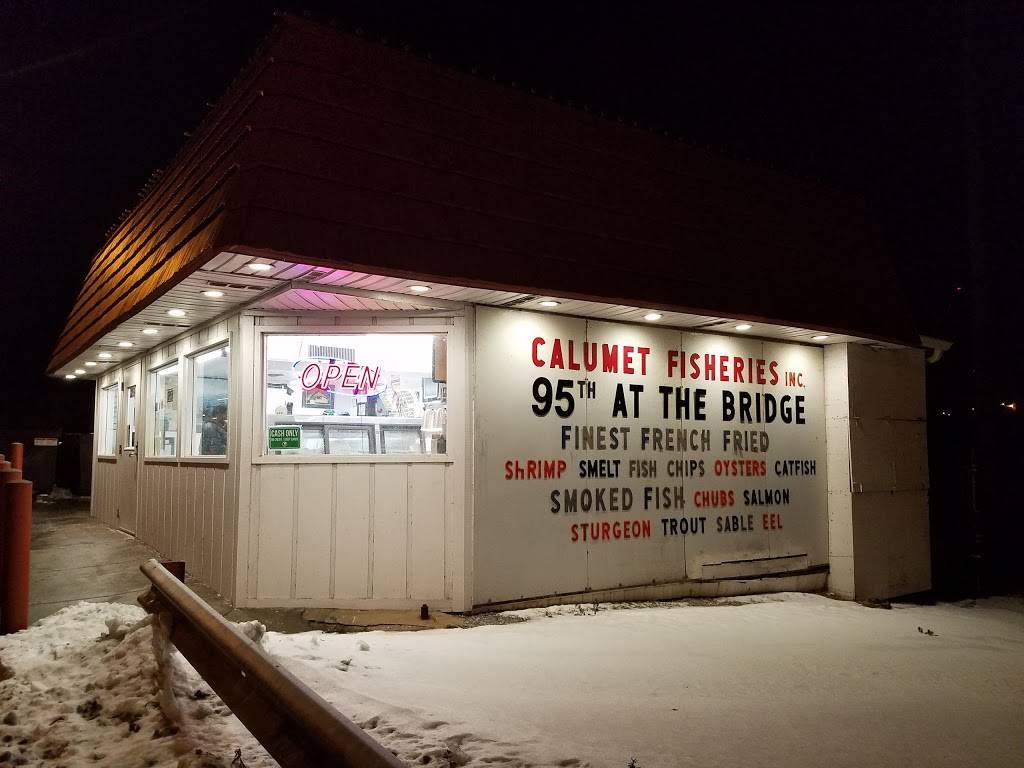 OPEN
CASH ONLY
CALUMET FISHERIES INC.
95TH AT THE BRIDGE
FINEST FRENCH FRIED
ShRIMP SMELT FISH CHIPS OYSTERS CATFISH
SMOKED FISH CHUBS SALMON
STURGEON TROUT SABLE EEL